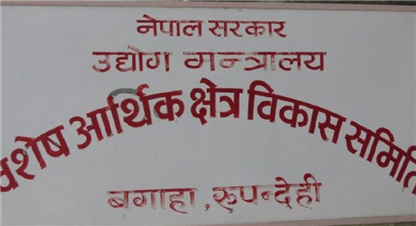 नेपाल सरकार
उद्योग मन्त्रालय
विशेष आर्थिक क्षेत्र विकास समिति
बगाहा, रुपन्देही